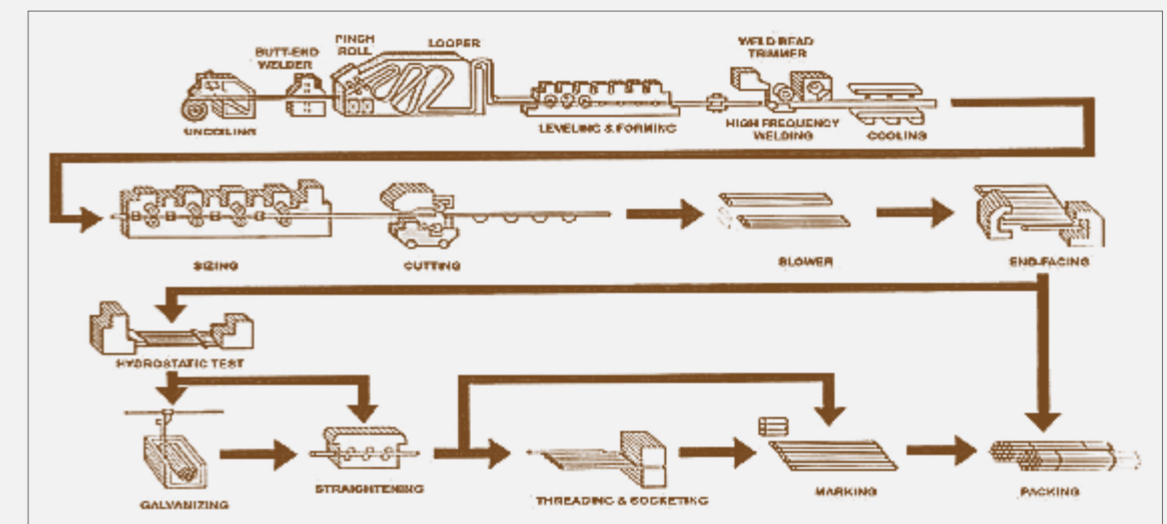 UNCOILING
BUTT-END
WELDER
PINCH
ROLL
LOOPER
LEVELING & FORMING
WELD BEAD
TRIMMER
HIGH FREQUENCY
WELDING
COOLING
SIZING
CUTTING
BLOWER
END-FACING
HYDROSTATIC TEST
GALVANIZING
STRAIGHTENING
THREADING & SOCKETING
MARKING
PACKING